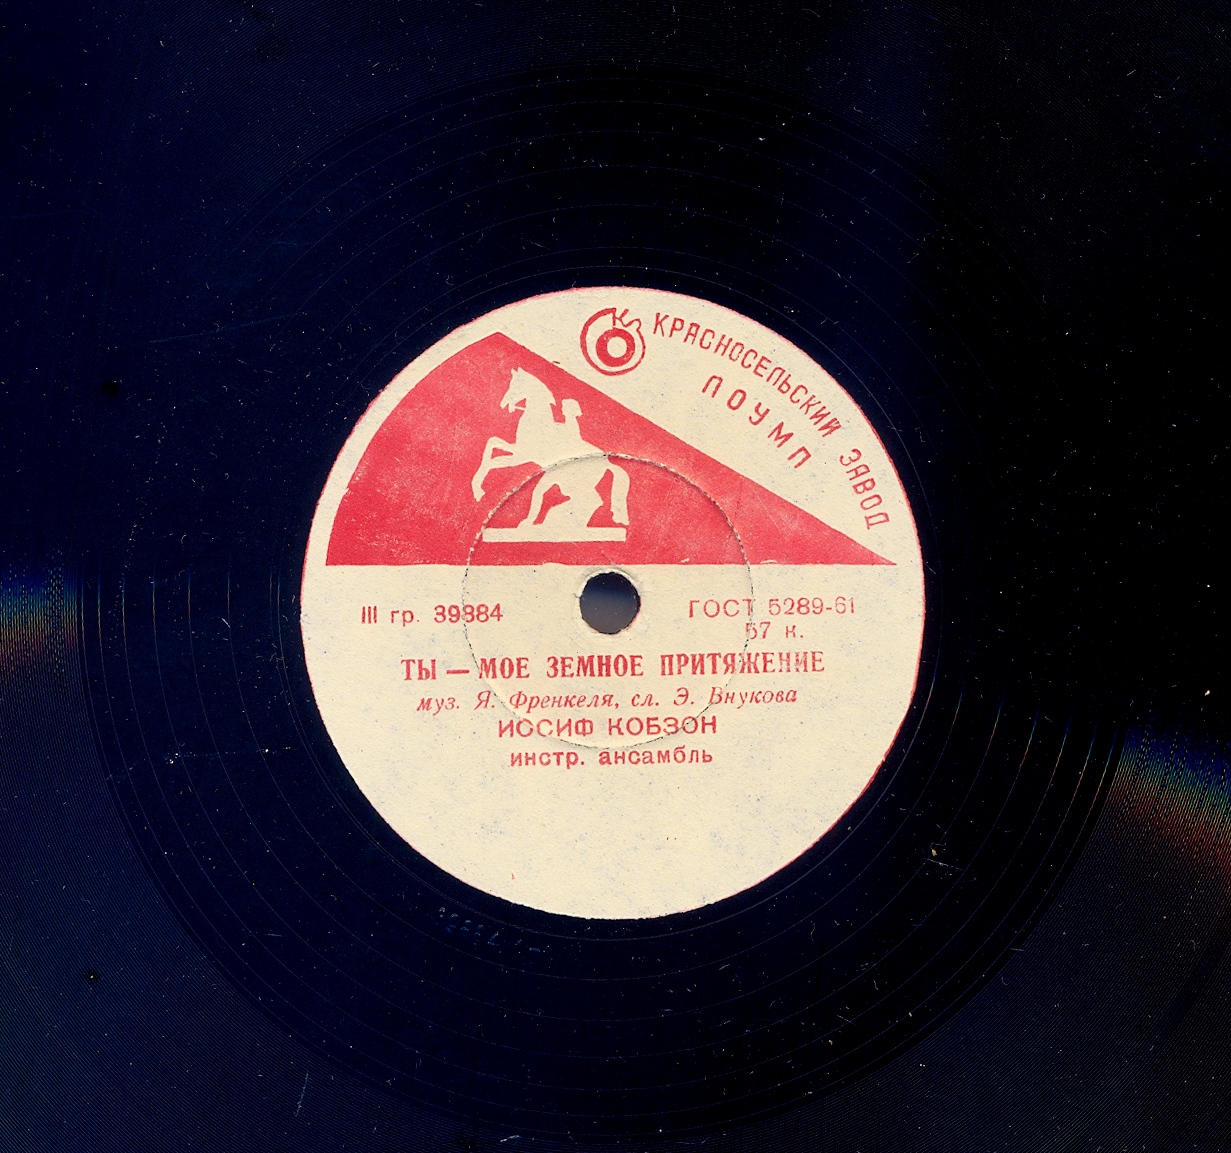 КРАСНОСЕЛЬСКИЙ ЗАВОД
ПОУМП
III гр. 39884
ГОСТ 5289-61
57 к.
ТЫ — МОЕ ЗЕМНОЕ ПРИТЯЖЕНИЕ
муз. Я. Френкеля, сл. Э. Внукова
ИОСИФ КОБЗОН
инстр. ансамбль